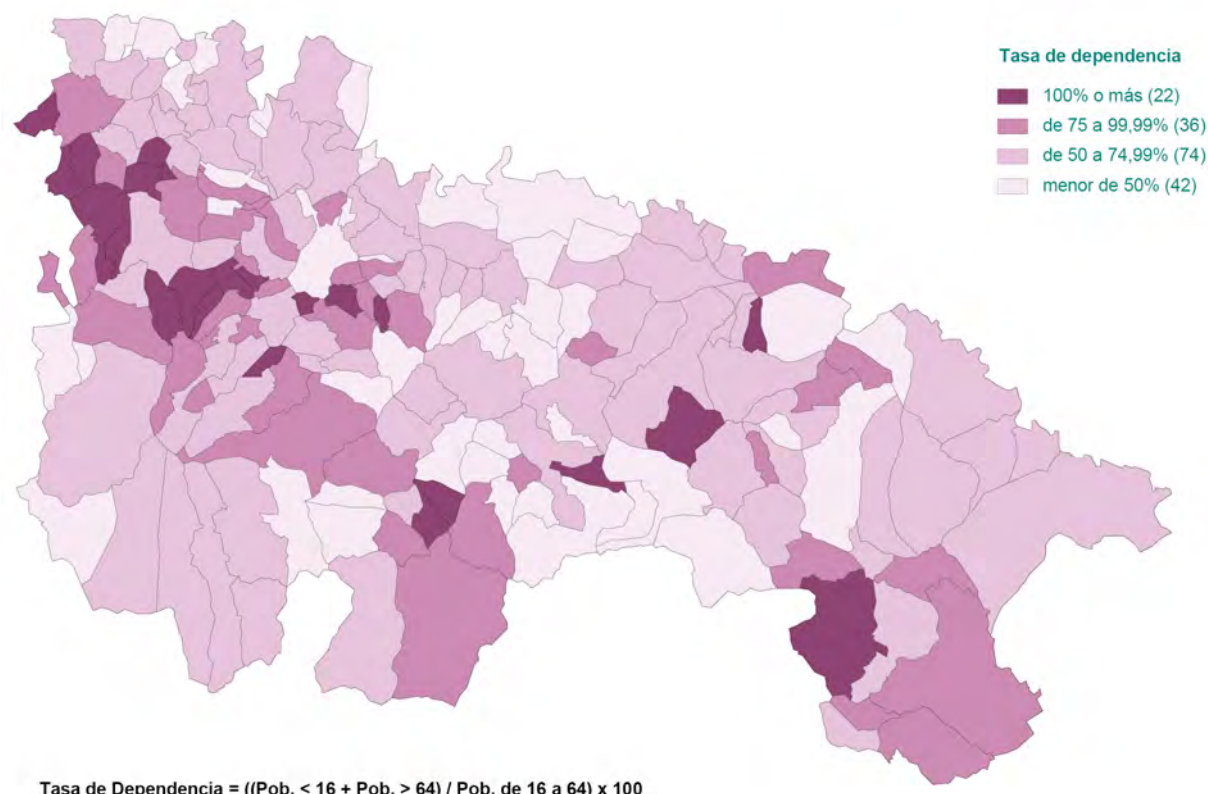 Tasa de dependencia
100% o más (22)
de 75 a 99,99% (36)
de 50 a 74,99% (74)
menor de 50% (42)
Tasa de Dependencia = ((Pob. < 16 + Pob. > 64) / Pob. de 16 a 64) x 100